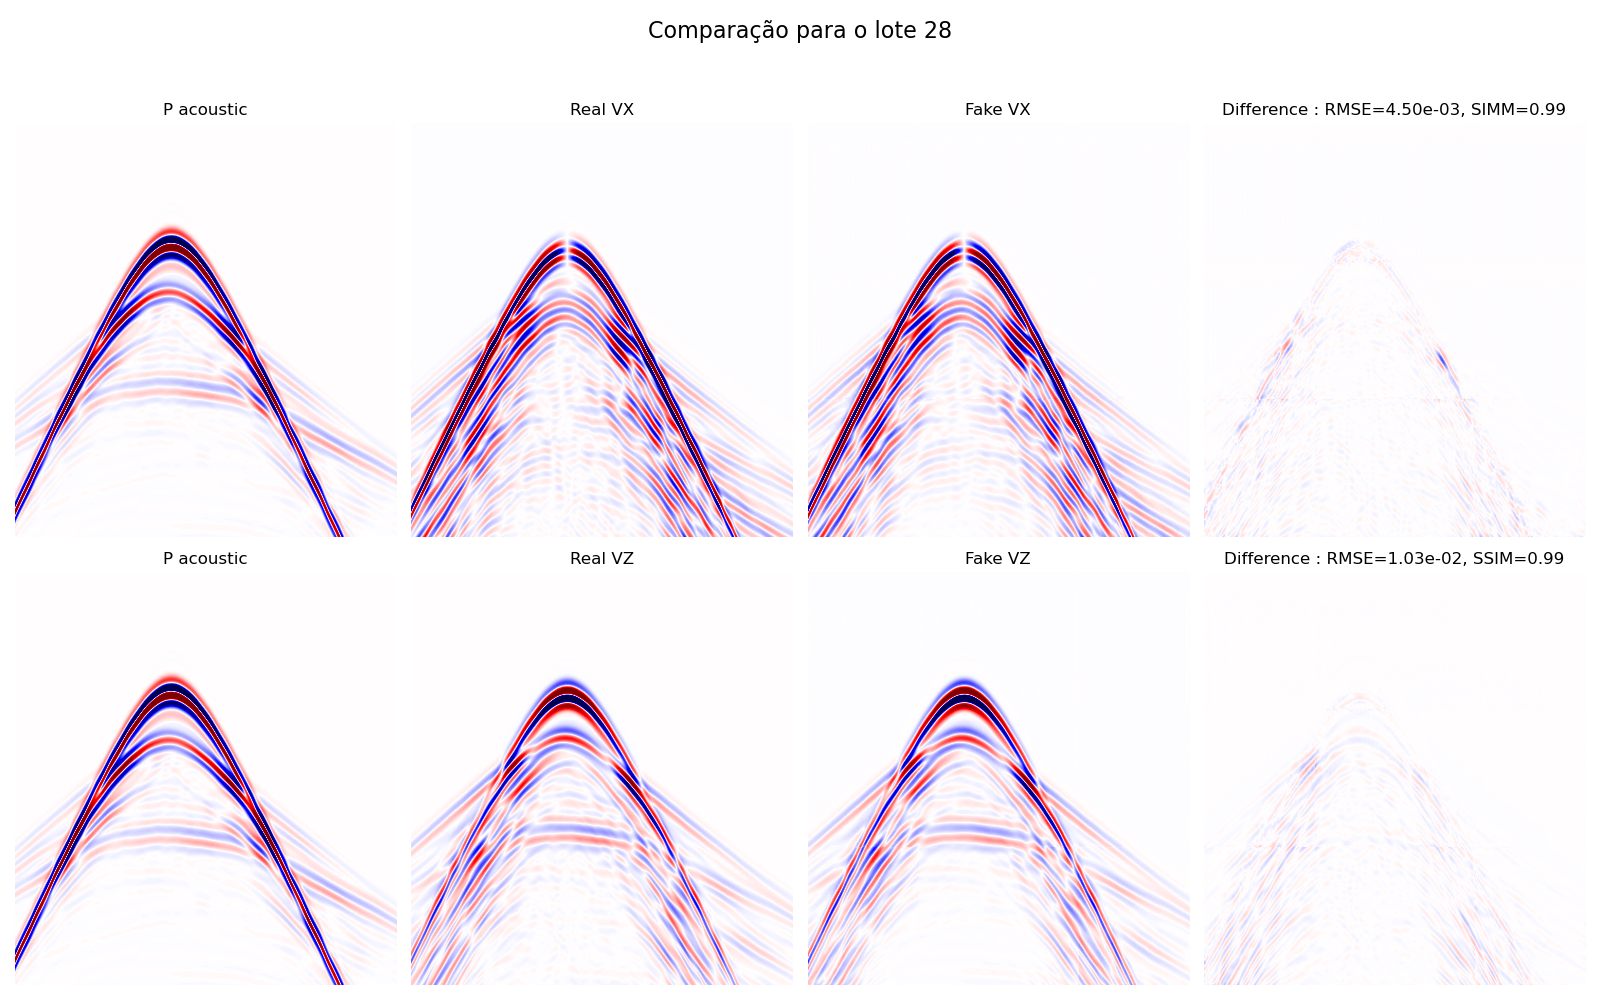 Comparação para o lote 28
P acoustic
Real VX
Fake VX
Difference : RMSE=4.50e-03, SIMM=0.99
P acoustic
Real VZ
Fake VZ
Difference : RMSE=1.03e-02, SSIM=0.99